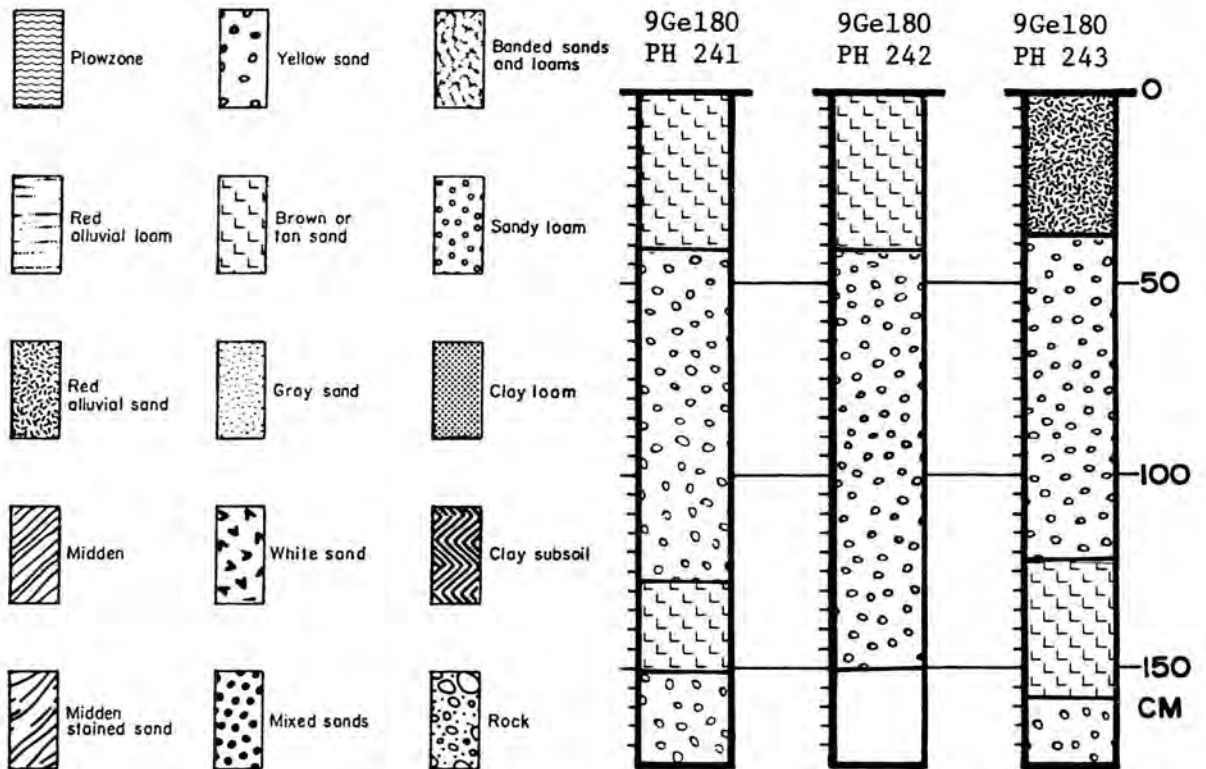 Plowzone
Yellow sand
Banded sands
and loams
Red
alluvial loam
Brown or
tan sand
Sandy loam
Red
alluvial sand
Gray sand
Clay loam
Midden
White sand
Clay subsoil
Midden
stained sand
Mixed sands
Rock
9Ge180
PH 241
9Ge180
PH 242
9Ge180
PH 243
0
50
100
150
CM